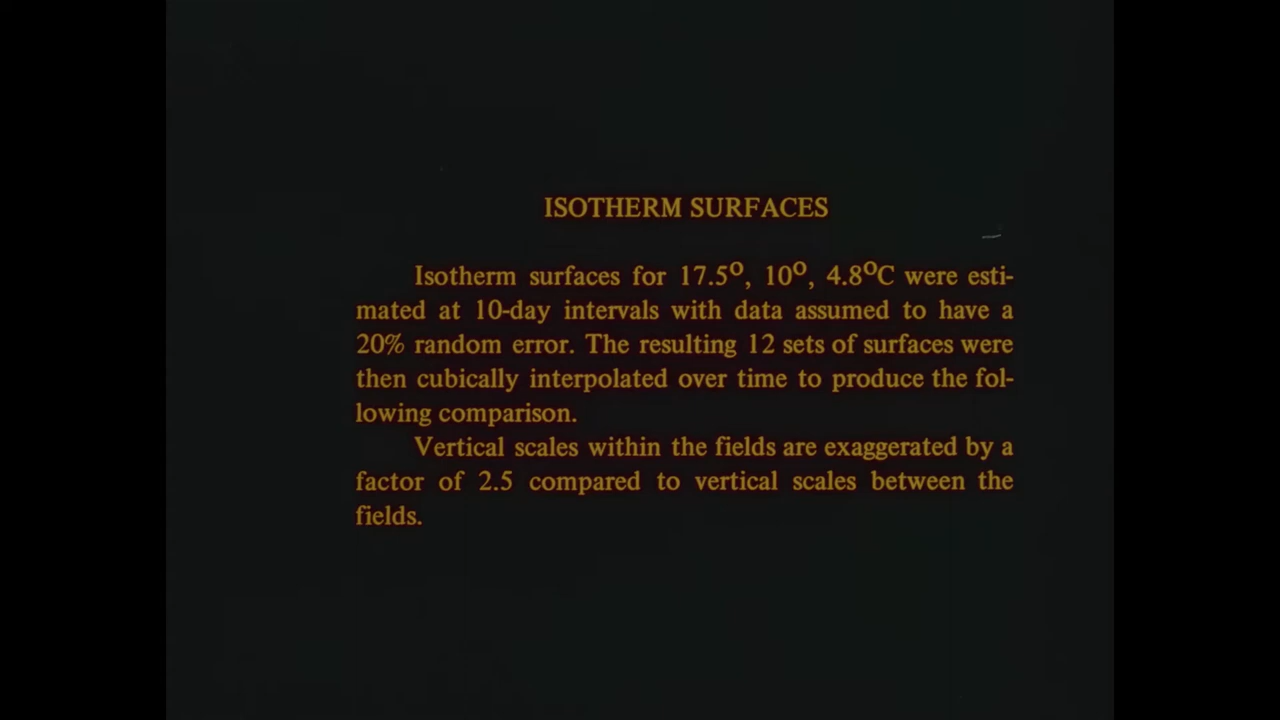 ISOTHERM SURFACES
Isotherm surfaces for 17.5°, 10°, 4.8°C were esti-
mated at 10-day intervals with data assumed to have a
20% random error. The resulting 12 sets of surfaces were
then cubically interpolated over time to produce the fol-
lowing comparison.
Vertical scales within the fields are exaggerated by a
factor of 2.5 compared to vertical scales between the
fields.